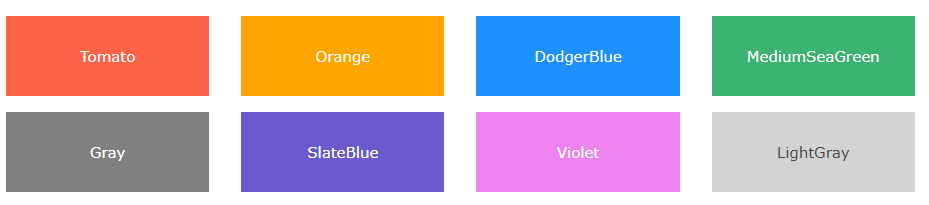 Tomato
Orange
DodgerBlue
MediumSeaGreen
Gray
SlateBlue
Violet
LightGray